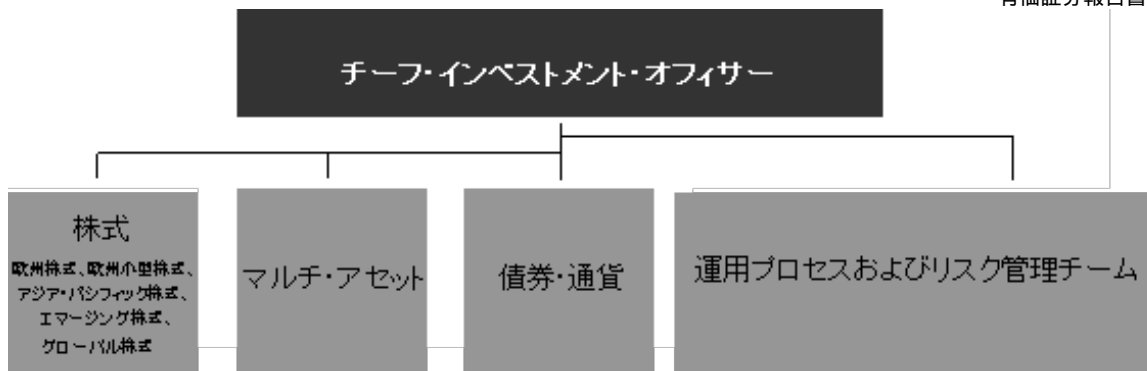 有価証券報告書
チーフ・インベストメント・オフィサー
株式
欧州株式、欧州小型株式、
アジア・パシフィック株式、
エマージング株式、
グローバル株式
マルチ・アセット
債券・通貨
運用プロセスおよびリスク管理チーム